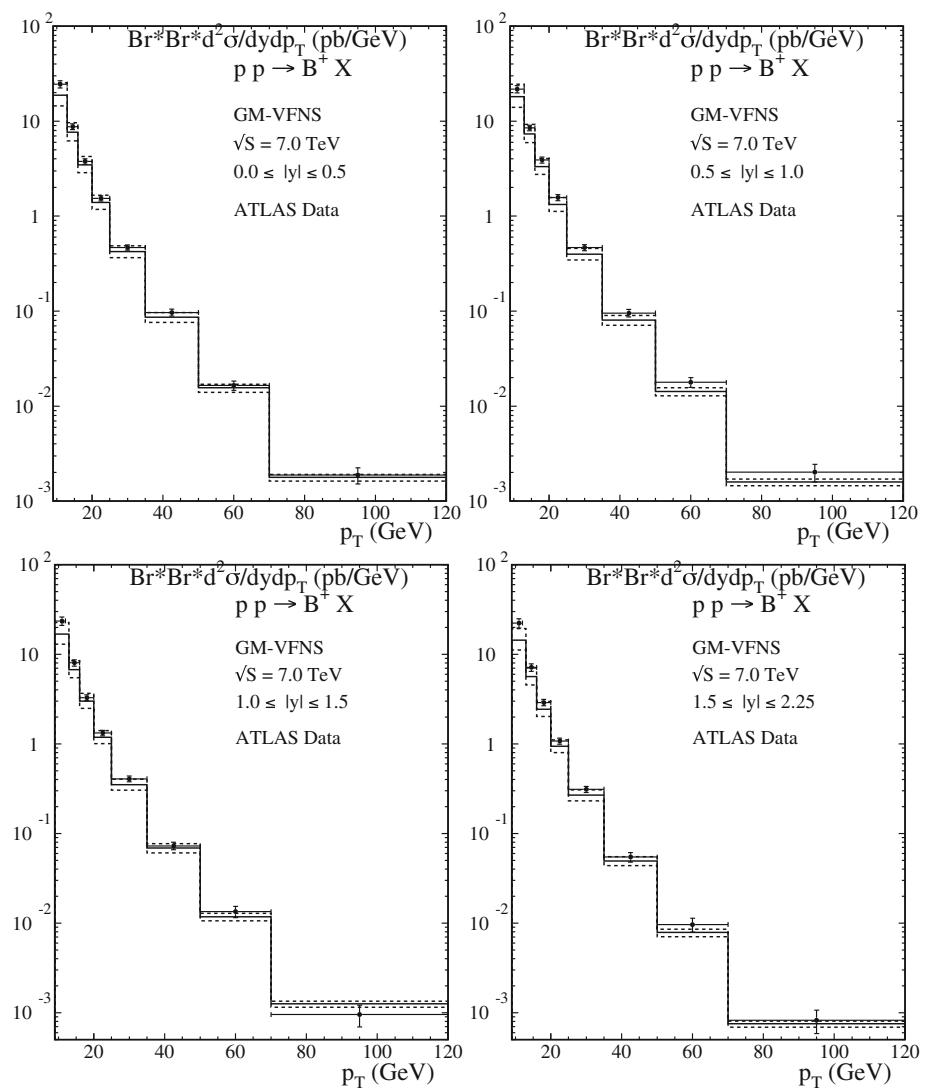 Br*Br*d²σ/dydp_T (pb/GeV)
p p → B⁺ X
GM-VFNS
√S = 7.0 TeV
0.0 ≤ |y| ≤ 0.5
ATLAS Data
10²
10
1
10⁻¹
10⁻²
10⁻³
20 40 60 80 100 120
p_T (GeV)
Br*Br*d²σ/dydp_T (pb/GeV)
p p → B⁺ X
GM-VFNS
√S = 7.0 TeV
0.5 ≤ |y| ≤ 1.0
ATLAS Data
10²
10
1
10⁻¹
10⁻²
10⁻³
20 40 60 80 100 120
p_T (GeV)
Br*Br*d²σ/dydp_T (pb/GeV)
p p → B⁺ X
GM-VFNS
√S = 7.0 TeV
1.0 ≤ |y| ≤ 1.5
ATLAS Data
10²
10
1
10⁻¹
10⁻²
10⁻³
20 40 60 80 100 120
p_T (GeV)
Br*Br*d²σ/dydp_T (pb/GeV)
p p → B⁺ X
GM-VFNS
√S = 7.0 TeV
1.5 ≤ |y| ≤ 2.25
ATLAS Data
10²
10
1
10⁻¹
10⁻²
10⁻³
20 40 60 80 100 120
p_T (GeV)